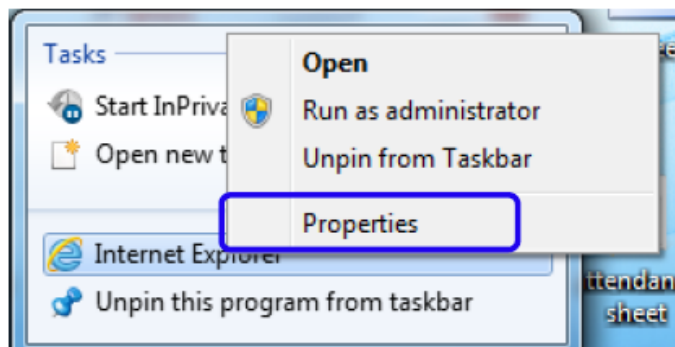 Tasks
Start InPriva
Open new t
Internet Explorer
Unpin this program from taskbar
Open
Run as administrator
Unpin from Taskbar
Properties
ttendan
sheet